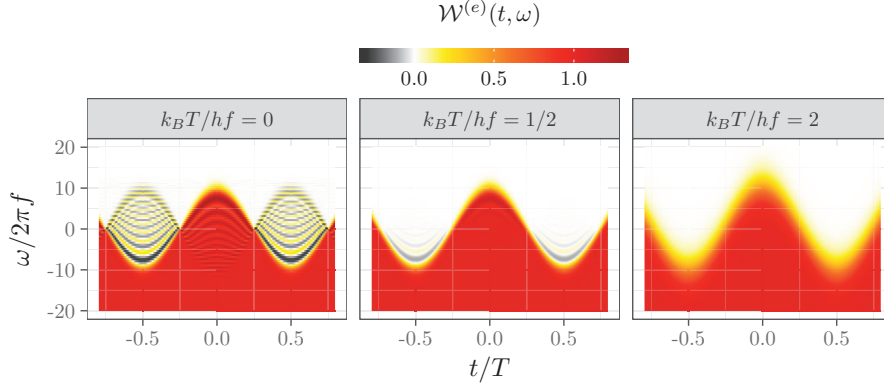 𝒲^(e)(t, ω)
0.0 0.5 1.0
k_BT/hf = 0 k_BT/hf = 1/2 k_BT/hf = 2
ω/2πf
20
10
0
-10
-20
-0.5 0.0 0.5 -0.5 0.0 0.5 -0.5 0.0 0.5
t/T